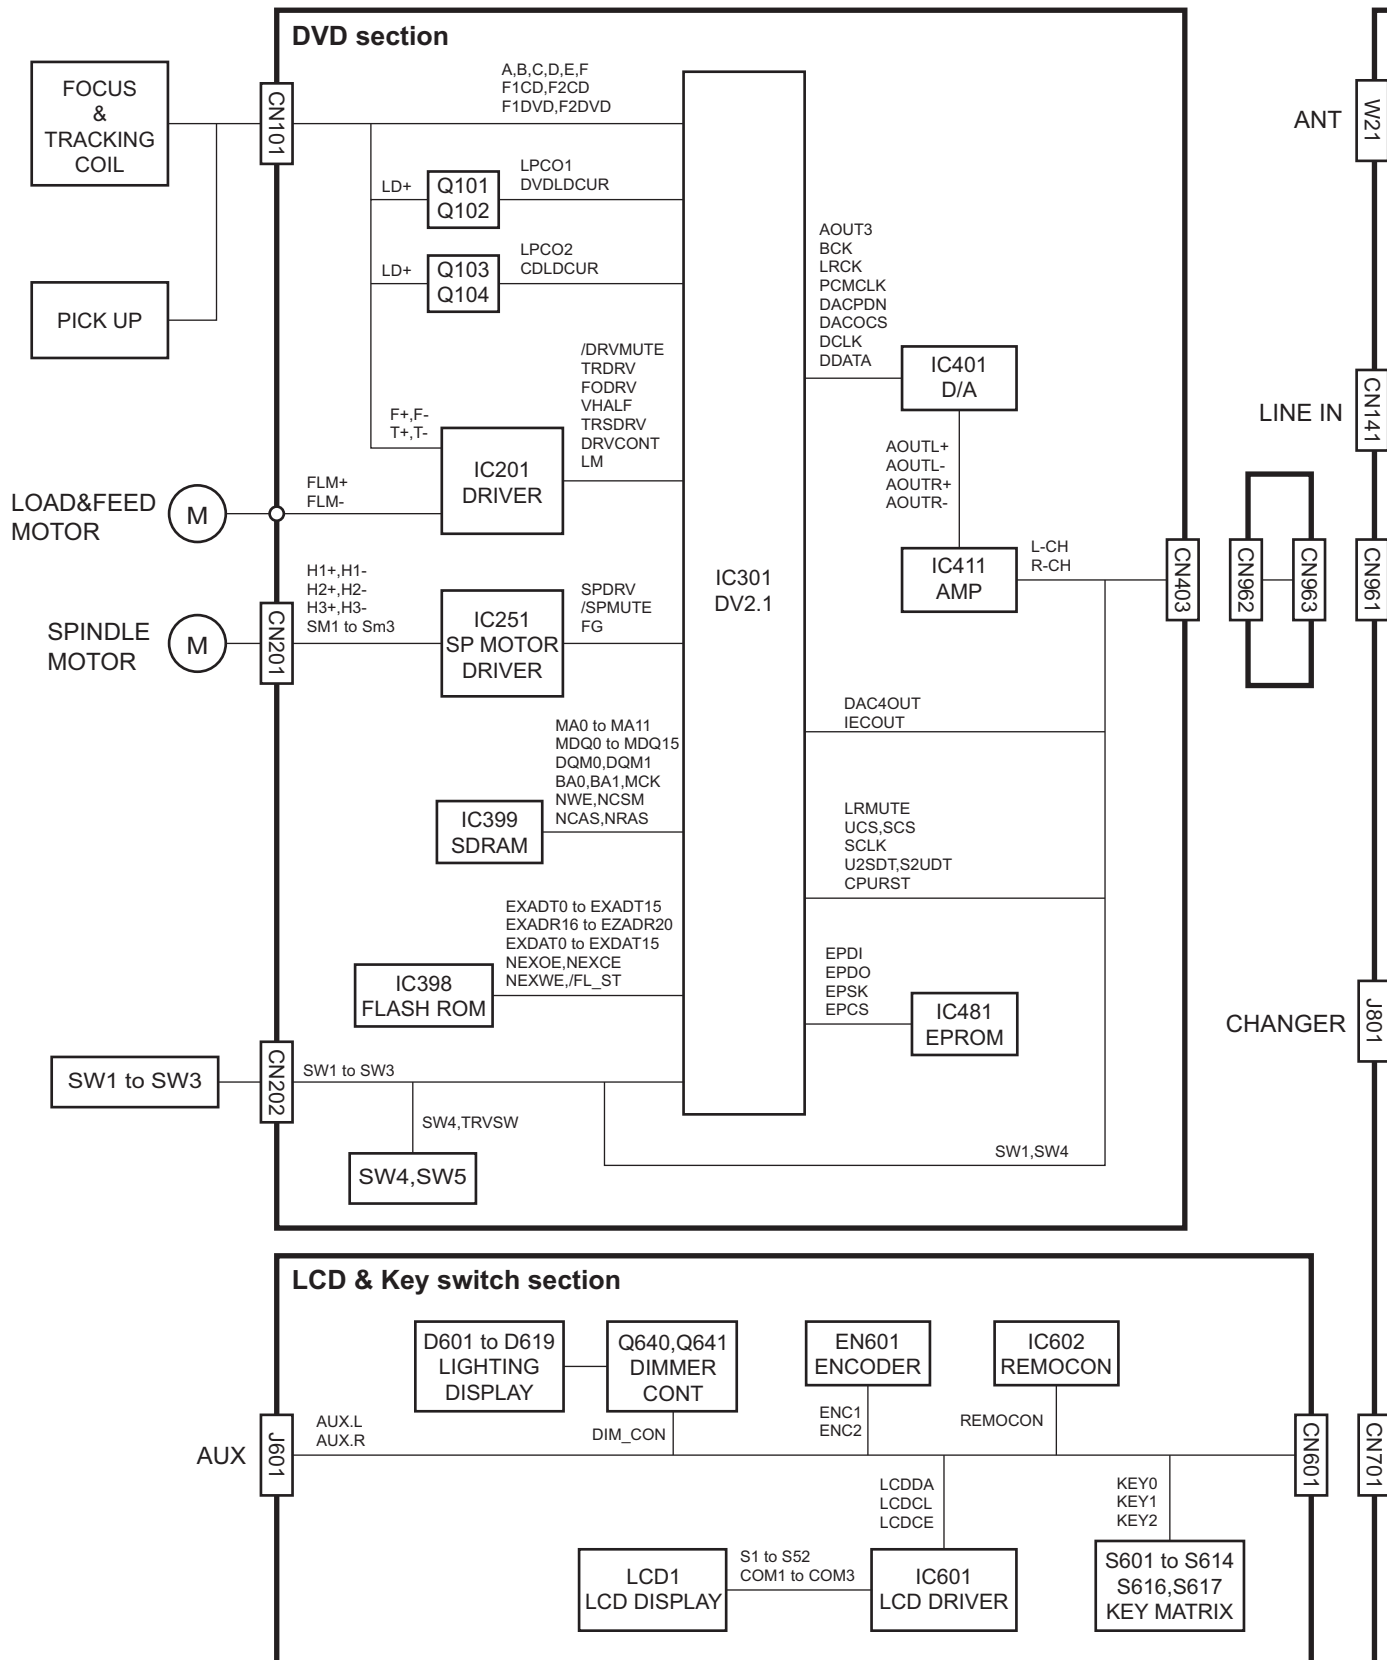 DVD section
FOCUS
&
TRACKING
COIL
CN101
A,B,C,D,E,F
F1CD,F2CD
F1DVD,F2DVD
LD+
Q101
Q102
LPCO1
DVDLDCUR
LD+
Q103
Q104
LPCO2
CDLDCUR
PICK UP
F+,F-
T+,T-
IC201
DRIVER
/DRVMUTE
TRDRV
FODRV
VHALF
TRSDRV
DRVCONT
LM
LOAD&FEED
MOTOR
M
FLM+
FLM-
SPINDLE
MOTOR
M
CN201
H1+,H1-
H2+,H2-
H3+,H3-
SM1 to Sm3
IC251
SP MOTOR
DRIVER
SPDRV
/SPMUTE
FG
IC301
DV2.1
AOUT3
BCK
LRCK
PCMCLK
DACPDN
DACOCS
DCLK
DDATA
IC401
D/A
AOUTL+
AOUTL-
AOUTR+
AOUTR-
IC411
AMP
L-CH
R-CH
CN403
CN962
CN963
CN961
ANT
W21
LINE IN
CN141
CHANGER
J801
MA0 to MA11
MDQ0 to MDQ15
DQM0,DQM1
BA0,BA1,MCK
NWE,NCSM
NCAS,NRAS
IC399
SDRAM
DAC4OUT
IECOUT
LRMUTE
UCS,SCS
SCLK
U2SDT,S2UDT
CPURST
EXADT0 to EXADT15
EXADR16 to EZADR20
EXDAT0 to EXDAT15
NEXOE,NEXCE
NEXWE,/FL_ST
IC398
FLASH ROM
EPDI
EPDO
EPSK
EPCS
IC481
EPROM
SW1 to SW3
CN202
SW1 to SW3
SW4,TRVSW
SW4,SW5
SW1,SW4
LCD & Key switch section
D601 to D619
LIGHTING
DISPLAY
Q640,Q641
DIMMER
CONT
EN601
ENCODER
IC602
REMOCON
AUX
J601
AUX.L
AUX.R
DIM_CON
ENC1
ENC2
REMOCON
CN601
CN701
LCDDA
LCDCL
LCDCE
KEY0
KEY1
KEY2
LCD1
LCD DISPLAY
S1 to S52
COM1 to COM3
IC601
LCD DRIVER
S601 to S614
S616,S617
KEY MATRIX